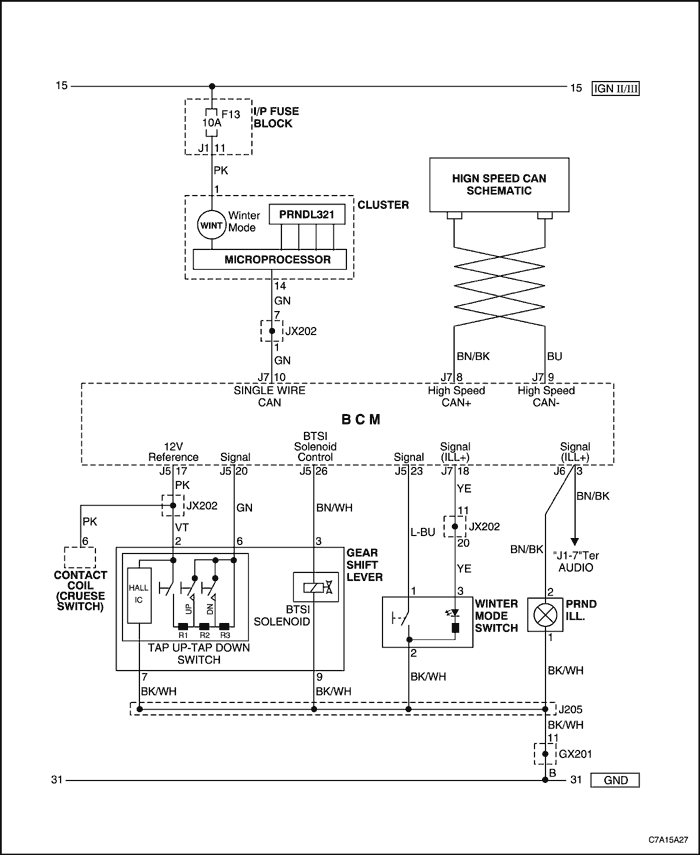 15
15 IGN II/III
I/P FUSE
BLOCK
F13
10A
J1 11
PK
1
CLUSTER
WINT
Winter
Mode
PRNDL321
MICROPROCESSOR
HIGN SPEED CAN
SCHEMATIC
14
GN
7
JX202
1
GN
BN/BK
BU
J7 10
J7 8
J7 9
SINGLE WIRE
CAN
High Speed
CAN+
High Speed
CAN-
BCM
12V
Reference
Signal
BTSI
Solenoid
Control
Signal
Signal
(ILL+)
Signal
(ILL+)
J5 17
J5 20
J5 26
J5 23
J7 18
J6 3
PK
JX202
VT
PK
6
CONTACT
COIL
(CRUESE
SWITCH)
GN
BN/WH
L-BU
YE
11
JX202
20
YE
BN/BK
BN/BK
"J1-7"Ter
AUDIO
2
6
3
GEAR
SHIFT
LEVER
HALL
IC
UP
DN
R1
R2
R3
TAP UP-TAP DOWN
SWITCH
BTSI
SOLENOID
1
3
WINTER
MODE
SWITCH
2
2
PRND
ILL.
1
7
BK/WH
9
BK/WH
BK/WH
BK/WH
J205
BK/WH
11
GX201
B
31
31 GND
C7A15A27